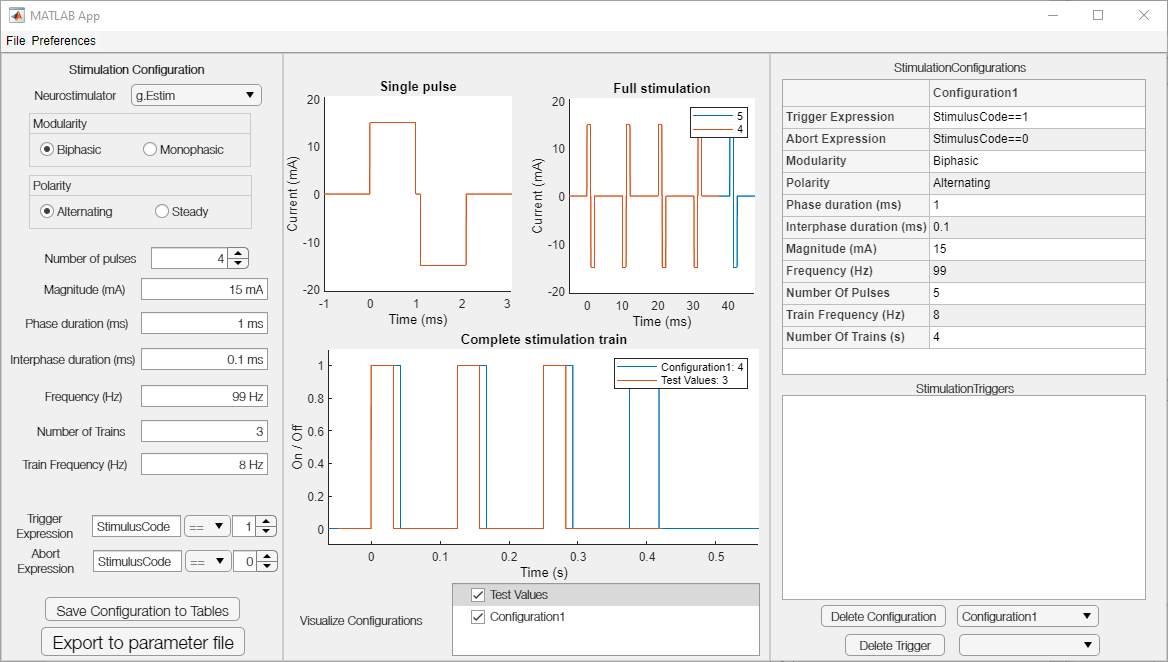 MATLAB App
File Preferences
Stimulation Configuration
Neurostimulator g.Estim
Modularity
Biphasic Monophasic
Polarity
Alternating Steady
Number of pulses 4
Magnitude (mA) 15 mA
Phase duration (ms) 1 ms
Interphase duration (ms) 0.1 ms
Frequency (Hz) 99 Hz
Number of Trains 3
Train Frequency (Hz) 8 Hz
Trigger
Expression StimulusCode == 1
Abort
Expression StimulusCode == 0
Save Configuration to Tables
Export to parameter file
Single pulse
Current (mA)
20
10
0
-10
-20
-1 0 1 2 3
Time (ms)
Full stimulation
Current (mA)
20
10
0
-10
-20
0 10 20 30 40
Time (ms)
5
4
Complete stimulation train
On / Off
1
0.8
0.6
0.4
0.2
0
0 0.1 0.2 0.3 0.4 0.5
Time (s)
Configuration1: 4
Test Values: 3
Visualize Configurations
Test Values
Configuration1
StimulationConfigurations
Configuration1
Trigger Expression StimulusCode==1
Abort Expression StimulusCode==0
Modularity Biphasic
Polarity Alternating
Phase duration (ms) 1
Interphase duration (ms) 0.1
Magnitude (mA) 15
Frequency (Hz) 99
Number Of Pulses 5
Train Frequency (Hz) 8
Number Of Trains (s) 4
StimulationTriggers
Delete Configuration Configuration1
Delete Trigger